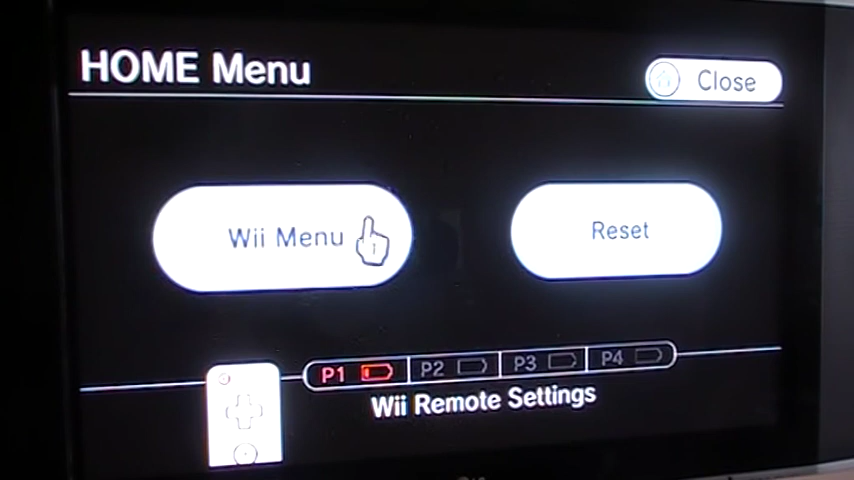 HOME Menu
Close
Wii Menu
Reset
P1 P2 P3 P4
Wii Remote Settings